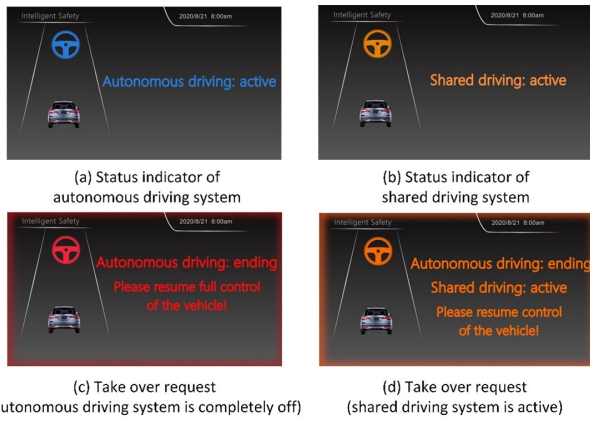 Intelligent Safety
2020/8/21 8:00am
Autonomous driving: active
(a) Status indicator of
autonomous driving system
Intelligent Safety
2020/8/21 8:00am
Shared driving: active
(b) Status indicator of
shared driving system
Intelligent Safety
2020/8/21 8:00am
Autonomous driving: ending
Please resume full control
of the vehicle!
(c) Take over request
utonomous driving system is completely off)
Intelligent Safety
2020/8/21 8:00am
Autonomous driving: ending
Shared driving: active
Please resume control
of the vehicle!
(d) Take over request
(shared driving system is active)